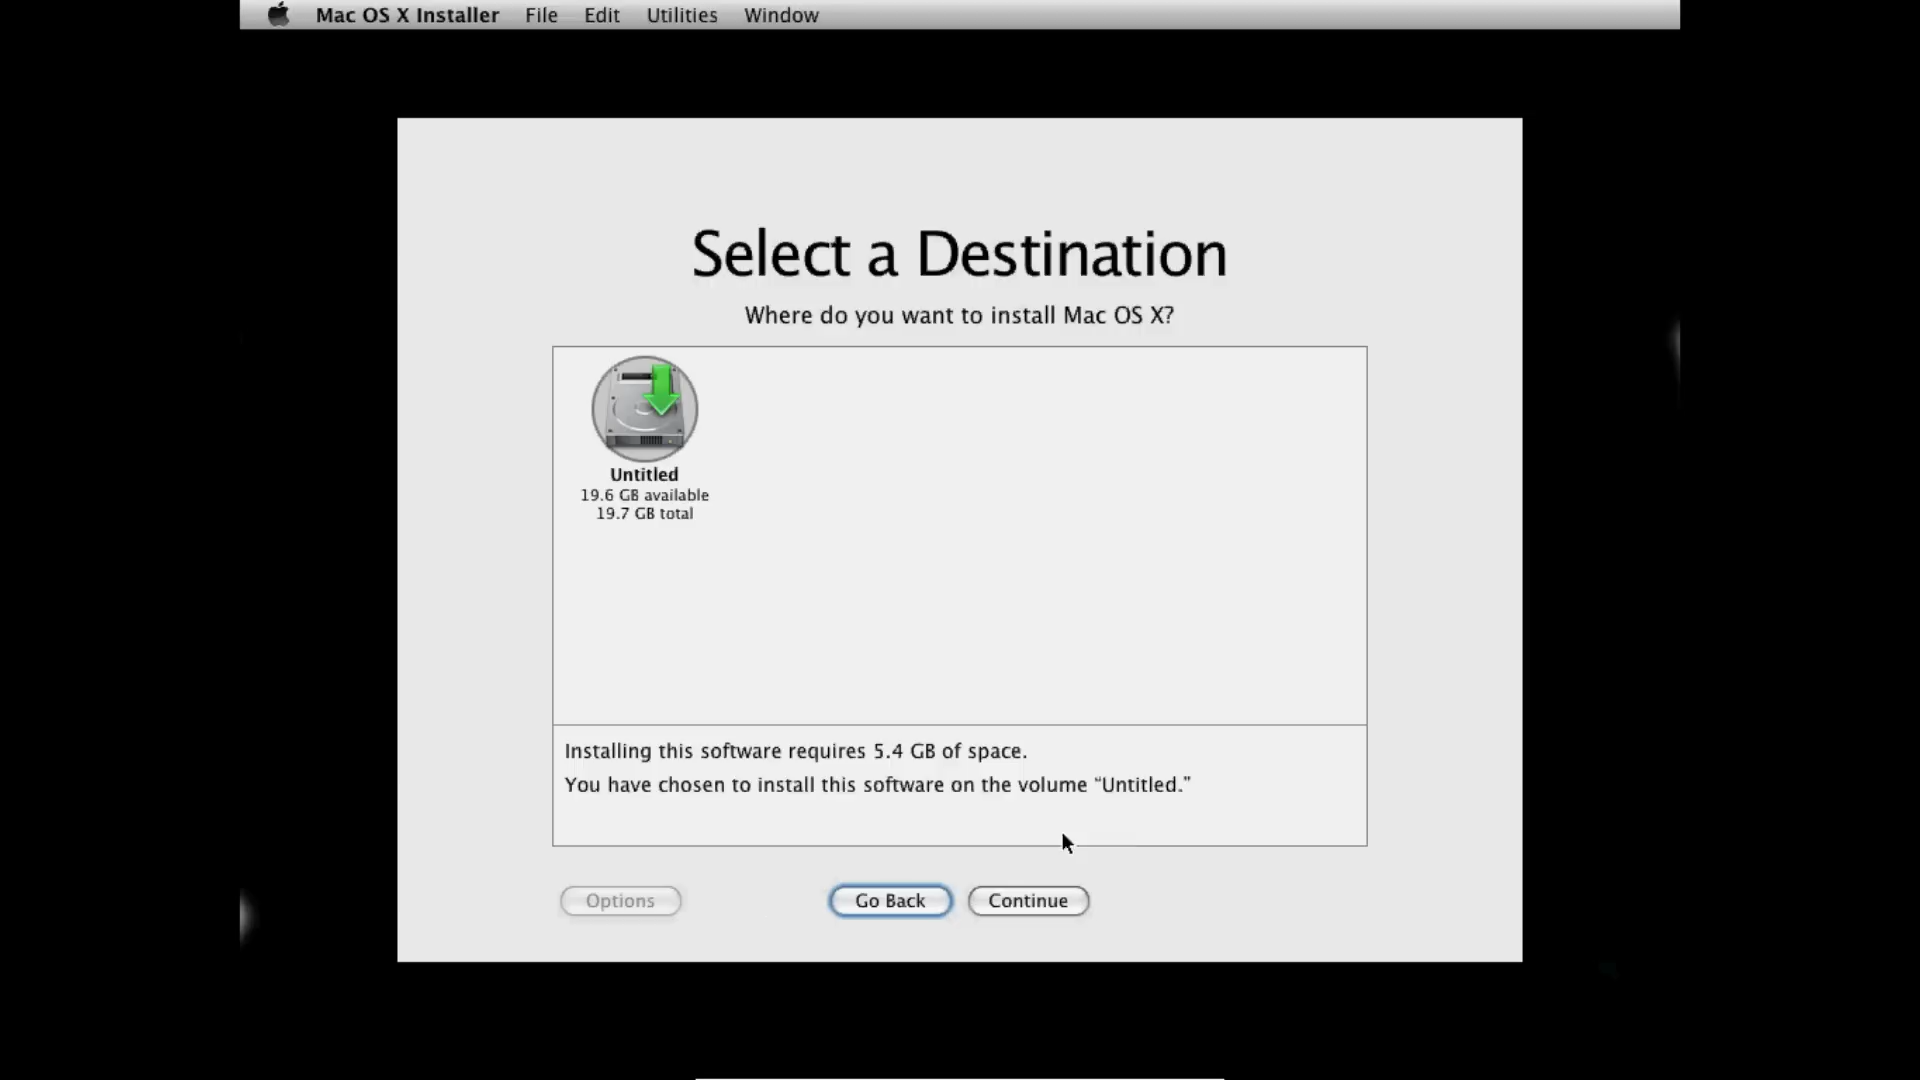 Mac OS X Installer File Edit Utilities Window
Select a Destination
Where do you want to install Mac OS X?
Untitled
19.6 GB available
19.7 GB total
Installing this software requires 5.4 GB of space.
You have chosen to install this software on the volume “Untitled.”
Options Go Back Continue